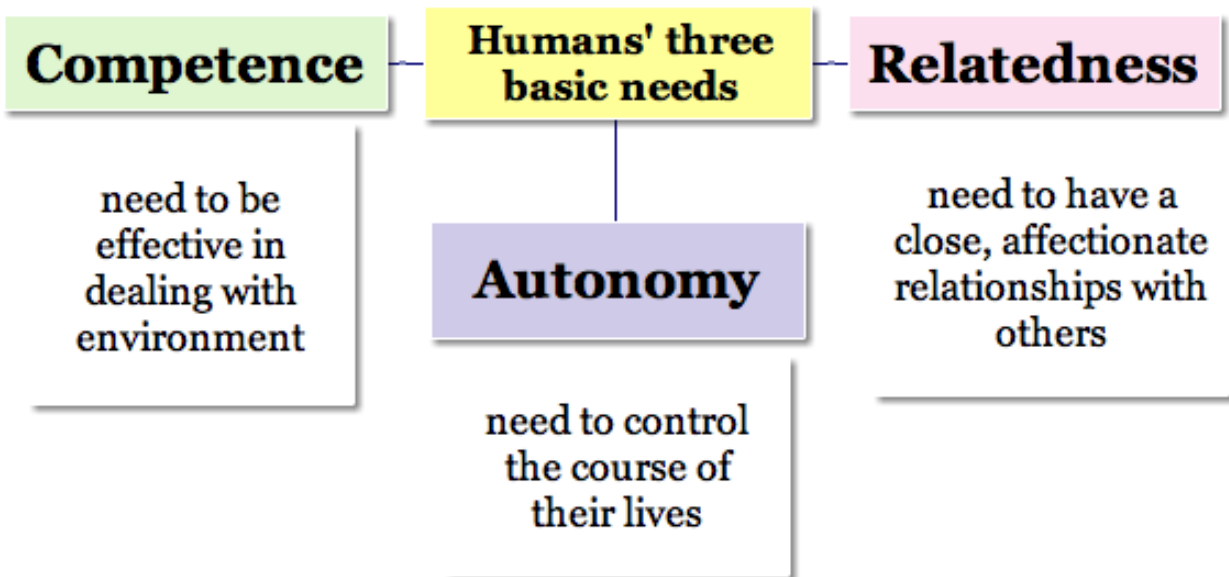 Competence
Humans' three
basic needs
Relatedness
need to be
effective in
dealing with
environment
Autonomy
need to control
the course of
their lives
need to have a
close, affectionate
relationships with
others